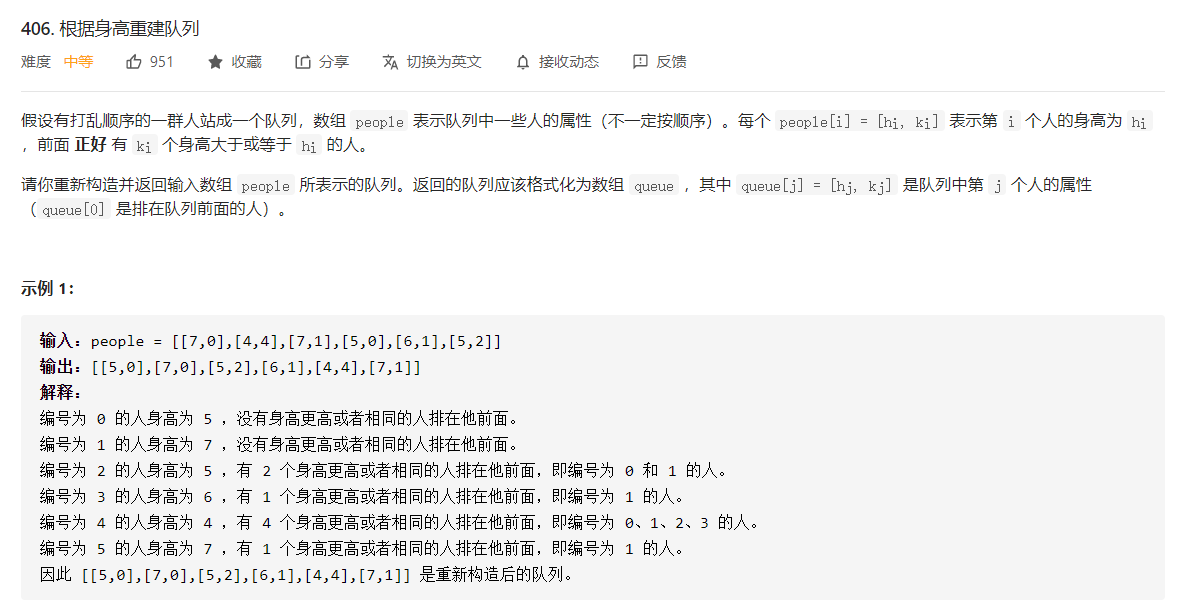 406. 根据身高重建队列
难度 中等 951 收藏 分享 切换为英文 接收动态 反馈
假设有打乱顺序的一群人站成一个队列，数组 people 表示队列中一些人的属性（不一定按顺序）。每个 people[i] = [hi, ki] 表示第 i 个人的身高为 hi
，前面 正好 有 ki 个身高大于或等于 hi 的人。
请你重新构造并返回输入数组 people 所表示的队列。返回的队列应该格式化为数组 queue ，其中 queue[j] = [hj, kj] 是队列中第 j 个人的属性
（ queue[0] 是排在队列前面的人）。
示例 1：
输入：people = [[7,0],[4,4],[7,1],[5,0],[6,1],[5,2]]
输出：[[5,0],[7,0],[5,2],[6,1],[4,4],[7,1]]
解释：
编号为 0 的人身高为 5 ，没有身高更高或者相同的人排在他前面。
编号为 1 的人身高为 7 ，没有身高更高或者相同的人排在他前面。
编号为 2 的人身高为 5 ，有 2 个身高更高或者相同的人排在他前面，即编号为 0 和 1 的人。
编号为 3 的人身高为 6 ，有 1 个身高更高或者相同的人排在他前面，即编号为 1 的人。
编号为 4 的人身高为 4 ，有 4 个身高更高或者相同的人排在他前面，即编号为 0、1、2、3 的人。
编号为 5 的人身高为 7 ，有 1 个身高更高或者相同的人排在他前面，即编号为 1 的人。
因此 [[5,0],[7,0],[5,2],[6,1],[4,4],[7,1]] 是重新构造后的队列。